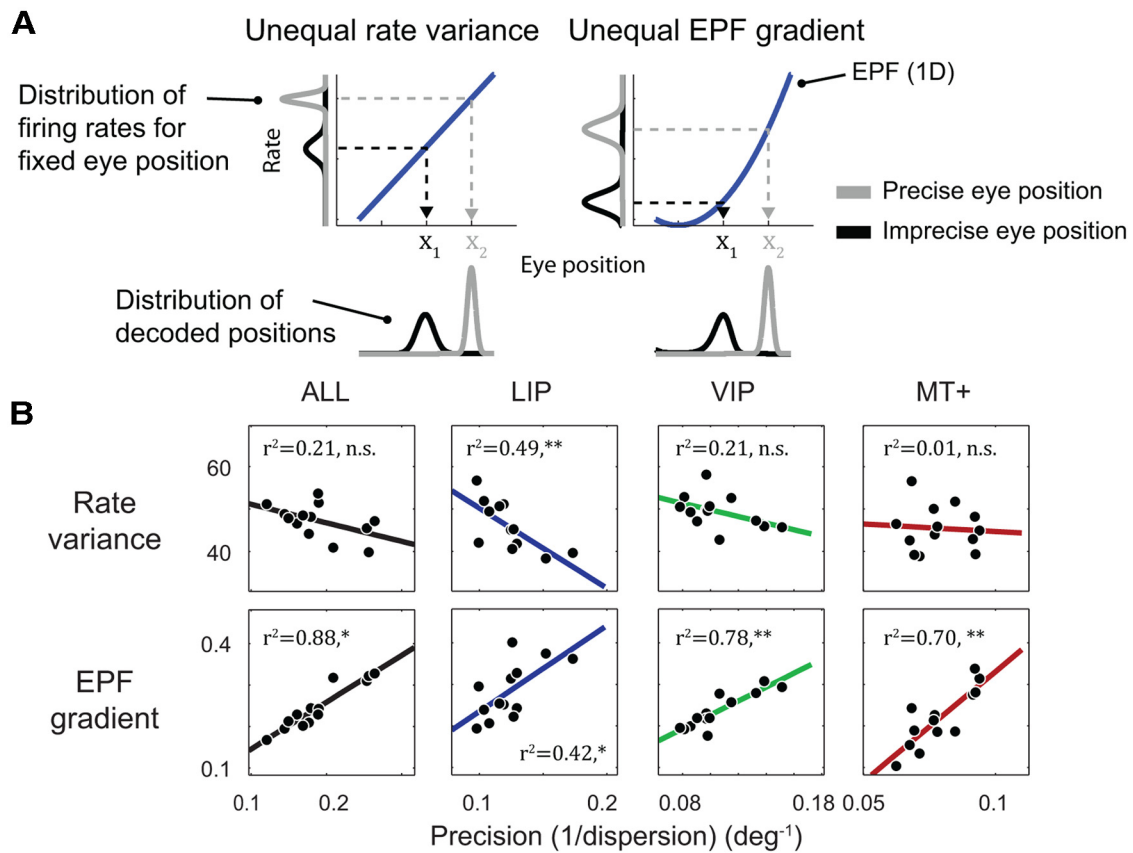 A
Unequal rate variance
Unequal EPF gradient
EPF (1D)
Distribution of
firing rates for
fixed eye position
Rate
Precise eye position
Imprecise eye position
x1 x2
x1 x2
Eye position
Distribution of
decoded positions
B
ALL LIP VIP MT+
Rate
variance
60
40
r²=0.21, n.s.
r²=0.49,**
r²=0.21, n.s.
r²=0.01, n.s.
EPF
gradient
0.4
0.1
r²=0.88,*
r²=0.42,*
r²=0.78,**
r²=0.70, **
0.1 0.2 0.1 0.2 0.08 0.18 0.05 0.1
Precision (1/dispersion) (deg⁻¹)